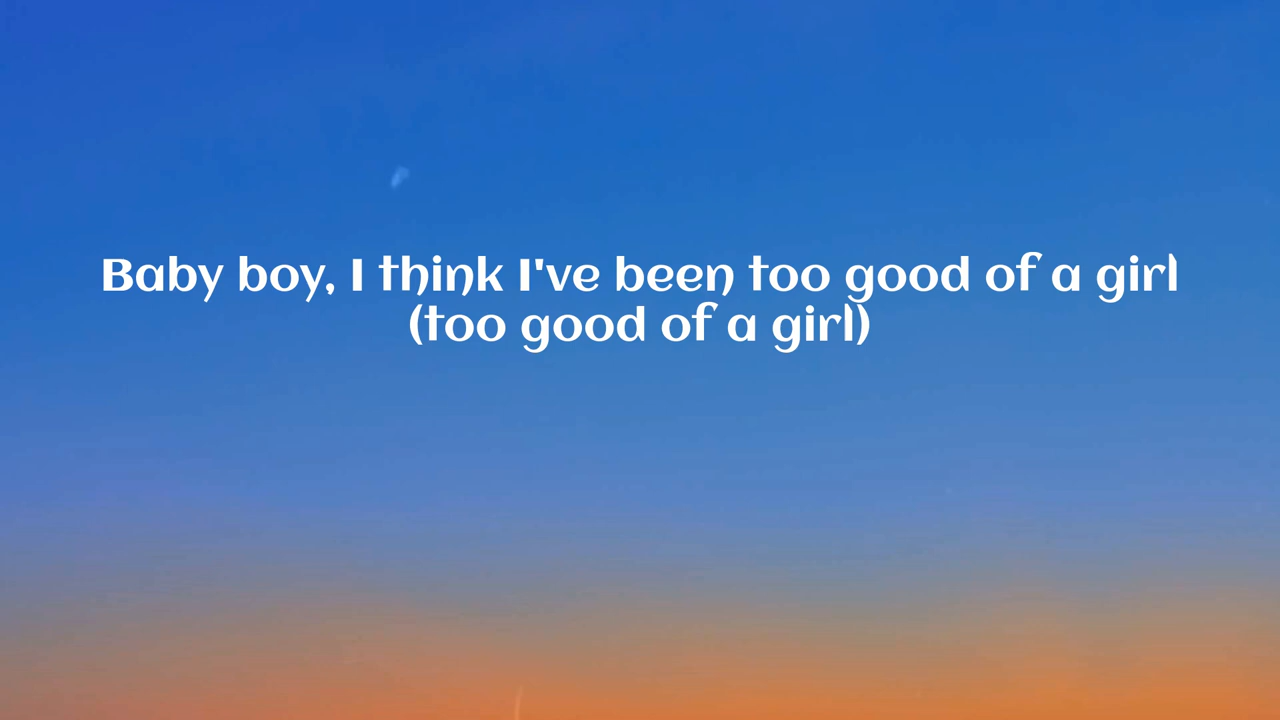 Baby boy, I think I've been too good of a girl
(too good of a girl)